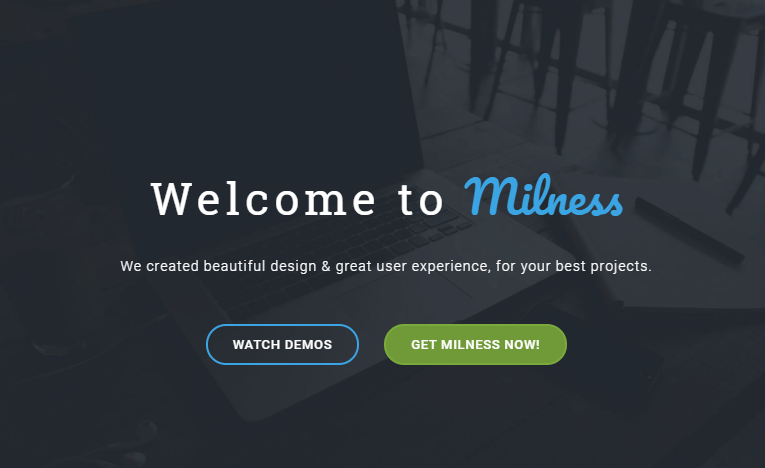 Welcome to Milness
We created beautiful design & great user experience, for your best projects.
WATCH DEMOS
GET MILNESS NOW!